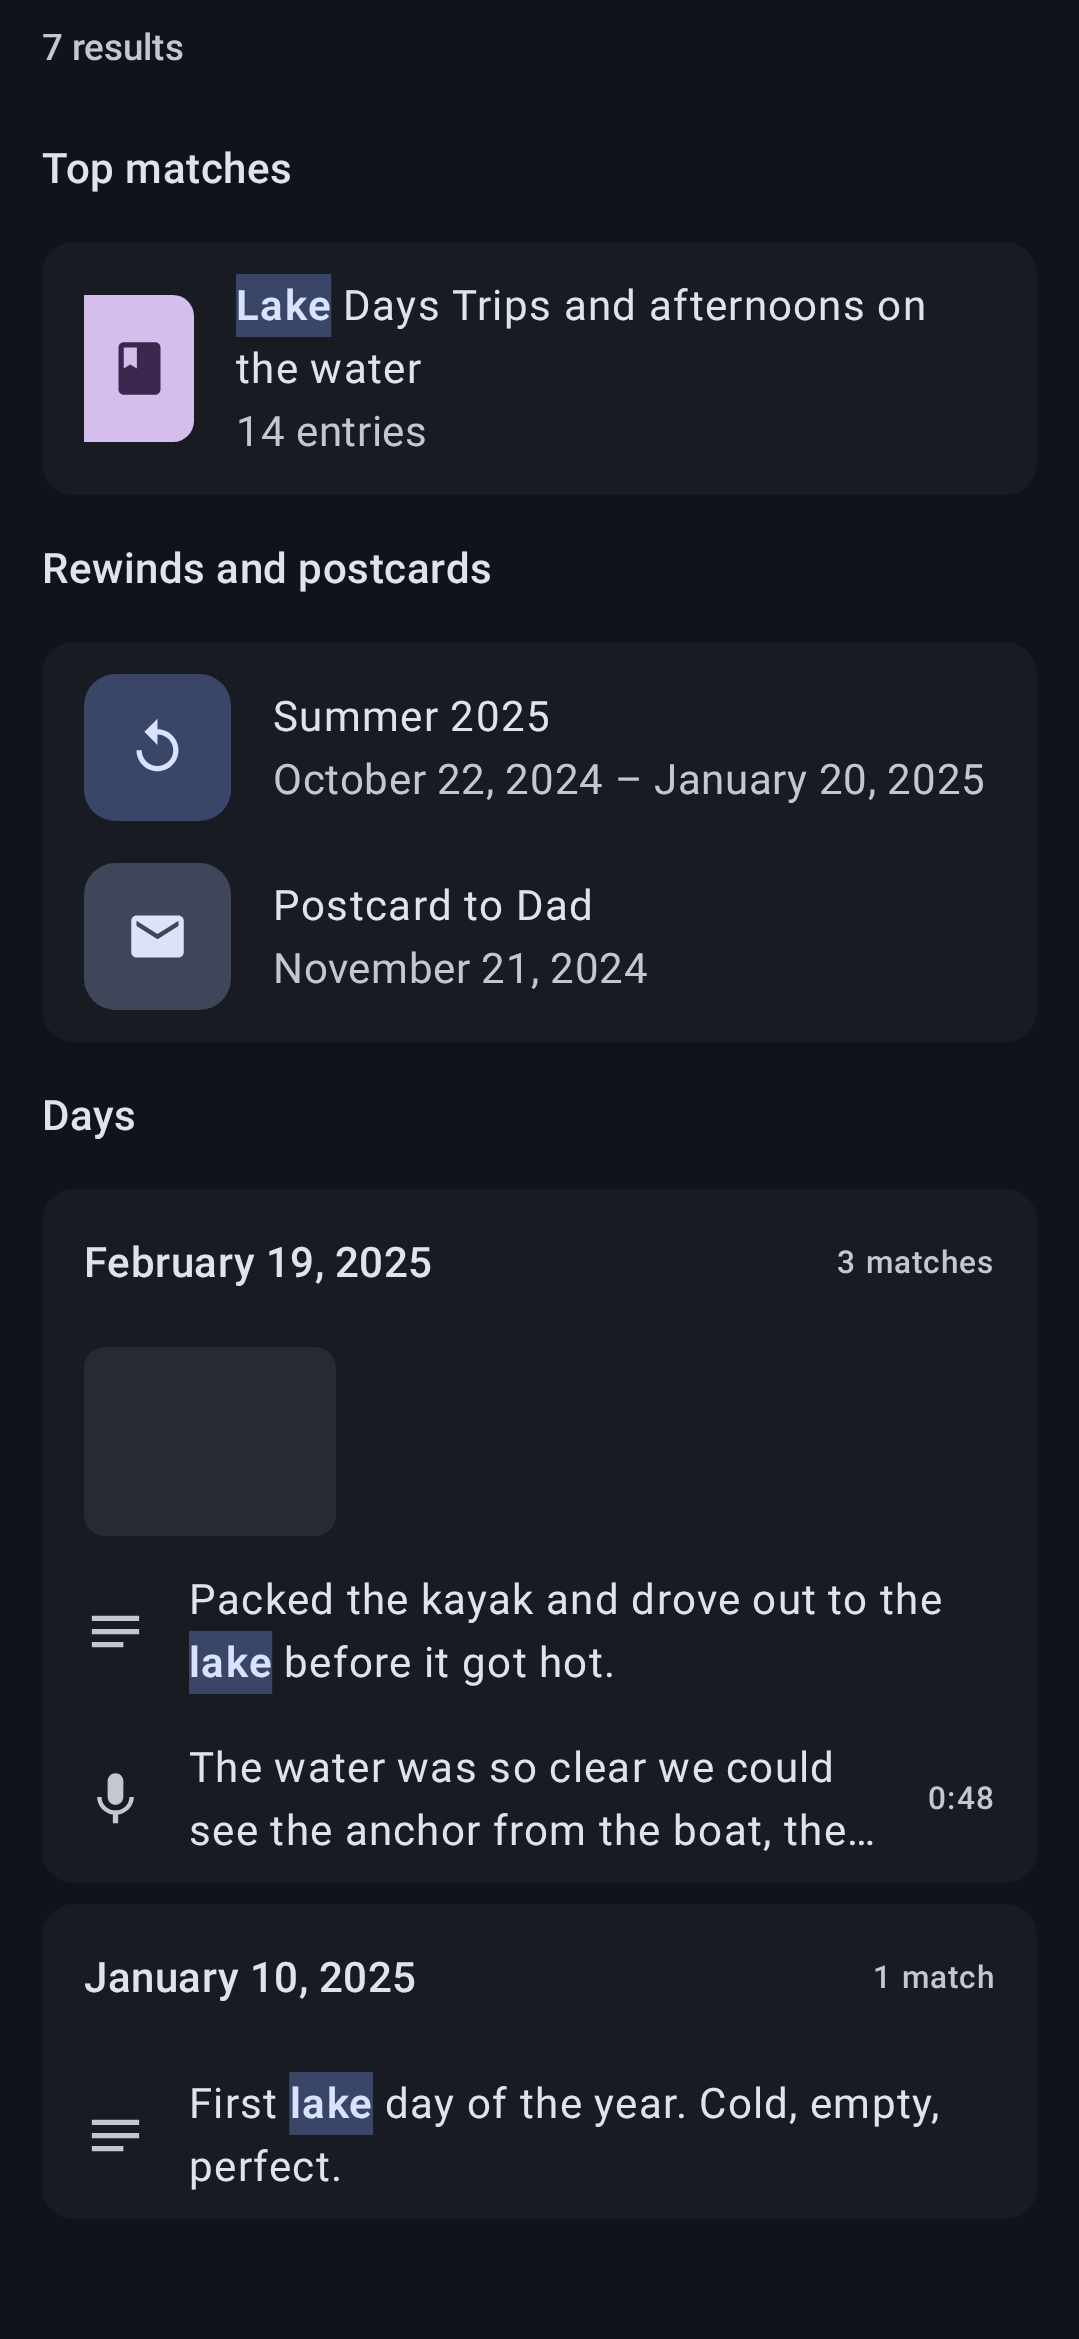 7 results
Top matches
Lake Days Trips and afternoons on
the water
14 entries
Rewinds and postcards
Summer 2025
October 22, 2024 – January 20, 2025
Postcard to Dad
November 21, 2024
Days
February 19, 2025
3 matches
Packed the kayak and drove out to the
lake before it got hot.
The water was so clear we could
see the anchor from the boat, the…
0:48
January 10, 2025
1 match
First lake day of the year. Cold, empty,
perfect.